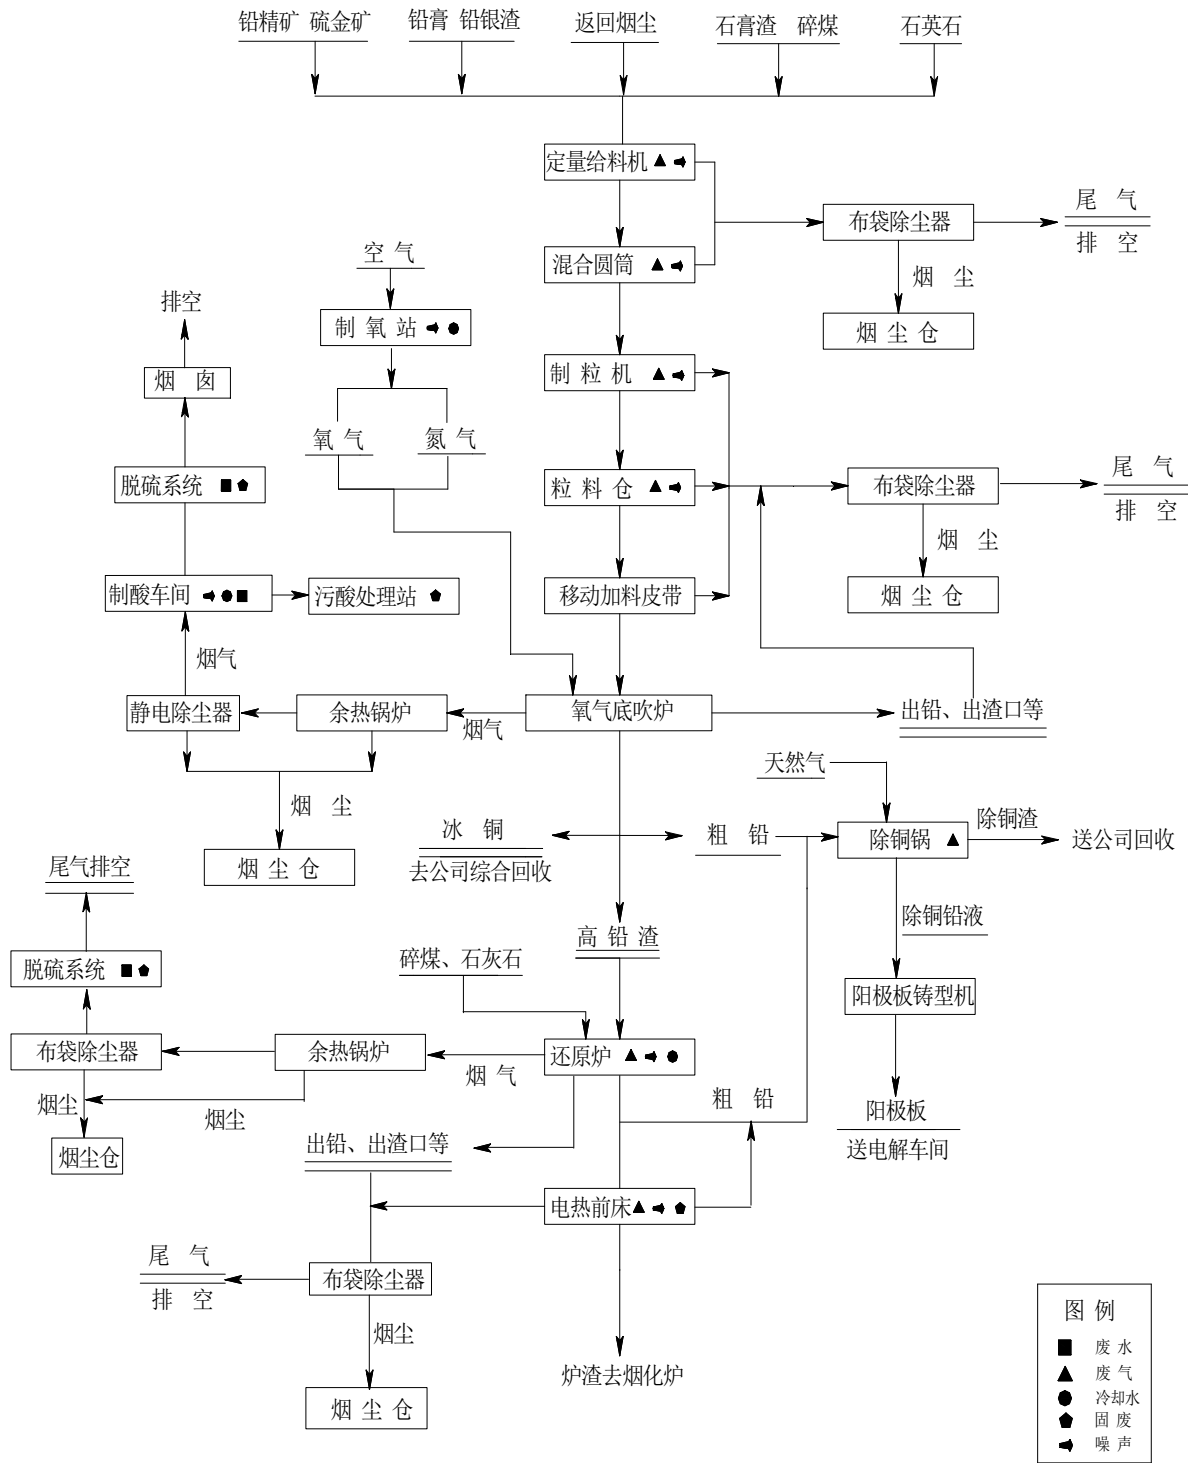 铅精矿 硫金矿
铅膏 铅银渣
返回烟尘
石膏渣 碎煤
石英石
定量给料机
布袋除尘器
尾 气
排 空
混合圆筒
空 气
烟 尘
排空
制 氧 站
烟 尘 仓
烟 囱
制 粒 机
氧 气
氮 气
脱硫系统
粒 料 仓
布袋除尘器
尾 气
排 空
烟 尘
制酸车间
污酸处理站
移动加料皮带
烟 尘 仓
烟气
静电除尘器
余热锅炉
烟气
氧气底吹炉
出铅、出渣口等
天然气
烟 尘
冰 铜
去公司综合回收
粗 铅
除铜锅
除铜渣
送公司回收
烟 尘 仓
尾气排空
除铜铅液
高 铅 渣
碎煤、石灰石
脱硫系统
阳极板铸型机
布袋除尘器
余热锅炉
烟 气
还原炉
粗 铅
烟尘
烟尘
阳极板
送电解车间
烟尘仓
出铅、出渣口等
电热前床
尾 气
排 空
布袋除尘器
烟尘
炉渣去烟化炉
烟 尘 仓
图 例
废 水
废 气
冷却水
固 废
噪 声